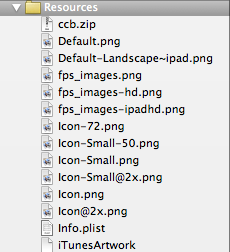 Resources
ccb.zip
Default.png
Default-Landscape~ipad.png
fps_images.png
fps_images-hd.png
fps_images-ipadhd.png
Icon-72.png
Icon-Small-50.png
Icon-Small.png
Icon-Small@2x.png
Icon.png
Icon@2x.png
Info.plist
iTunesArtwork